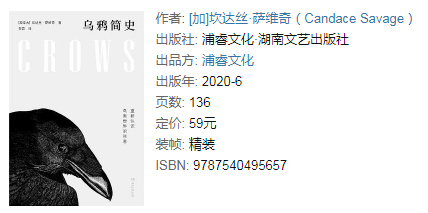 乌鸦简史
CROWS
作者: [加]坎达丝·萨维奇 ( Candace Savage )
出版社: 浦睿文化·湖南文艺出版社
出品方: 浦睿文化
出版年: 2020-6
页数: 136
定价: 59元
装帧: 精装
ISBN: 9787540495657